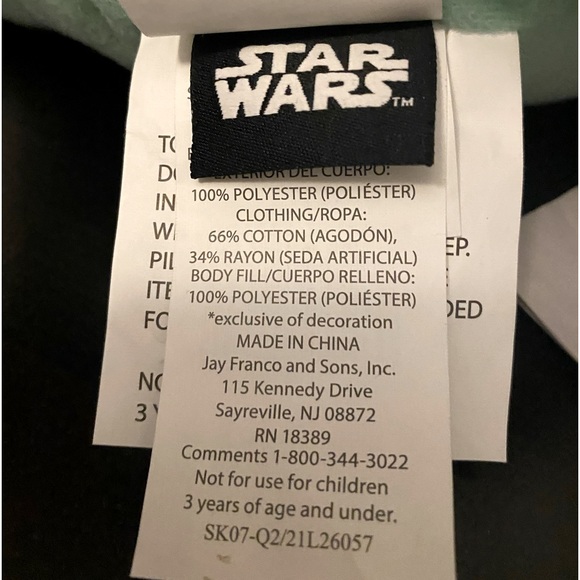 STAR
WARS™
EXTERIOR DEL CUERPO:
100% POLYESTER (POLIÉSTER)
CLOTHING/ROPA:
66% COTTON (AGODÓN),
34% RAYON (SEDA ARTIFICIAL)
BODY FILL/CUERPO RELLENO:
100% POLYESTER (POLIÉSTER)
*exclusive of decoration
MADE IN CHINA
Jay Franco and Sons, Inc.
115 Kennedy Drive
Sayreville, NJ 08872
RN 18389
Comments 1-800-344-3022
Not for use for children
3 years of age and under.
SK07-Q2/21L26057